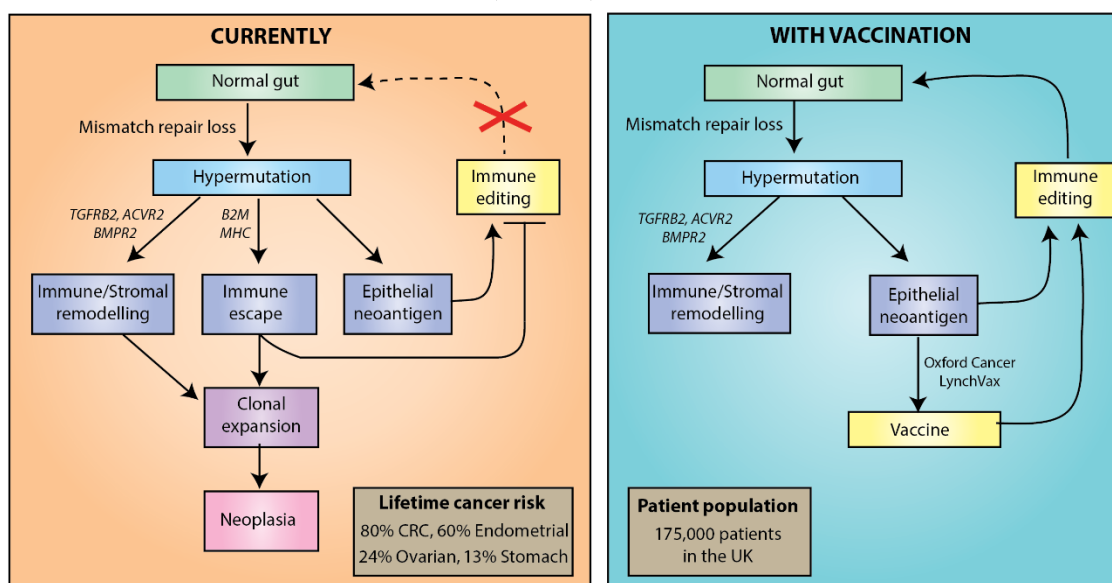 CURRENTLY
Normal gut
Mismatch repair loss
Hypermutation
Immune
editing
TGFRB2, ACVR2
BMPR2
B2M
MHC
Immune/Stromal
remodelling
Immune
escape
Epithelial
neoantigen
Clonal
expansion
Neoplasia
Lifetime cancer risk
80% CRC, 60% Endometrial
24% Ovarian, 13% Stomach
WITH VACCINATION
Normal gut
Mismatch repair loss
Hypermutation
Immune
editing
TGFRB2, ACVR2
BMPR2
Immune/Stromal
remodelling
Epithelial
neoantigen
Oxford Cancer
LynchVax
Vaccine
Patient population
175,000 patients
in the UK